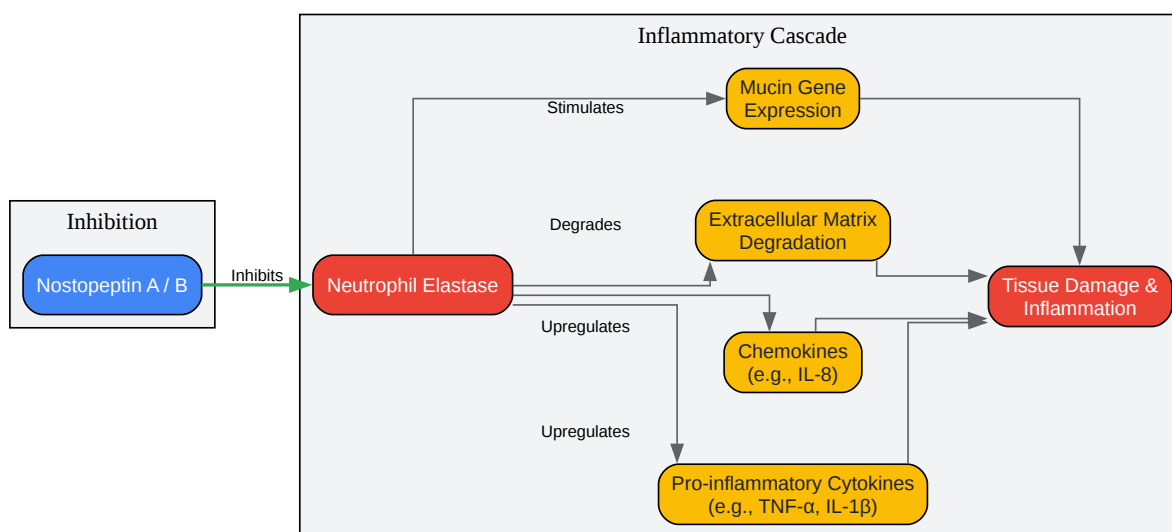 Inflammatory Cascade
Mucin Gene
Expression
Stimulates
Inhibition
Extracellular Matrix
Degradation
Degrades
Nostopeptin A / B
Inhibits
Neutrophil Elastase
Tissue Damage &
Inflammation
Upregulates
Chemokines
(e.g., IL-8)
Upregulates
Pro-inflammatory Cytokines
(e.g., TNF-α, IL-1β)